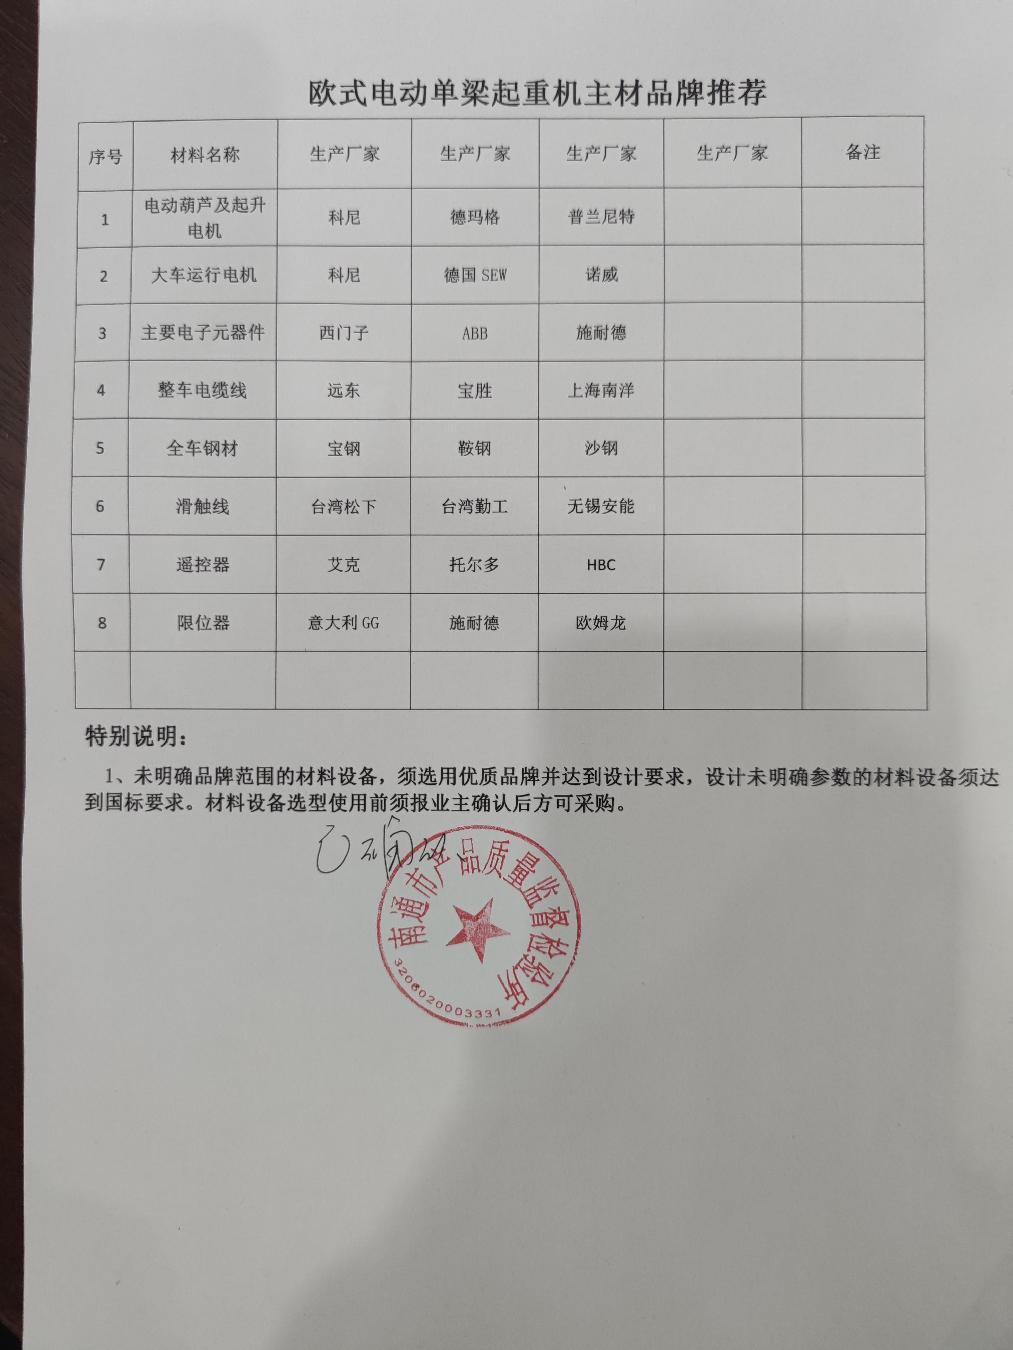 欧式电动单梁起重机主材品牌推荐
序号 材料名称 生产厂家 生产厂家 生产厂家 生产厂家 备注
1 电动葫芦及起升电机 科尼 德玛格 普兰尼特
2 大车运行电机 科尼 德国 SEW 诺威
3 主要电子元器件 西门子 ABB 施耐德
4 整车电缆线 远东 宝胜 上海南洋
5 全车钢材 宝钢 鞍钢 沙钢
6 滑触线 台湾松下 台湾勤工 无锡安能
7 遥控器 艾克 托尔多 HBC
8 限位器 意大利 GG 施耐德 欧姆龙
特别说明：
1、未明确品牌范围的材料设备，须选用优质品牌并达到设计要求，设计未明确参数的材料设备须达
到国标要求。材料设备选型使用前须报业主确认后方可采购。
已确认
南通市产品质量监督检验所
3206020003331